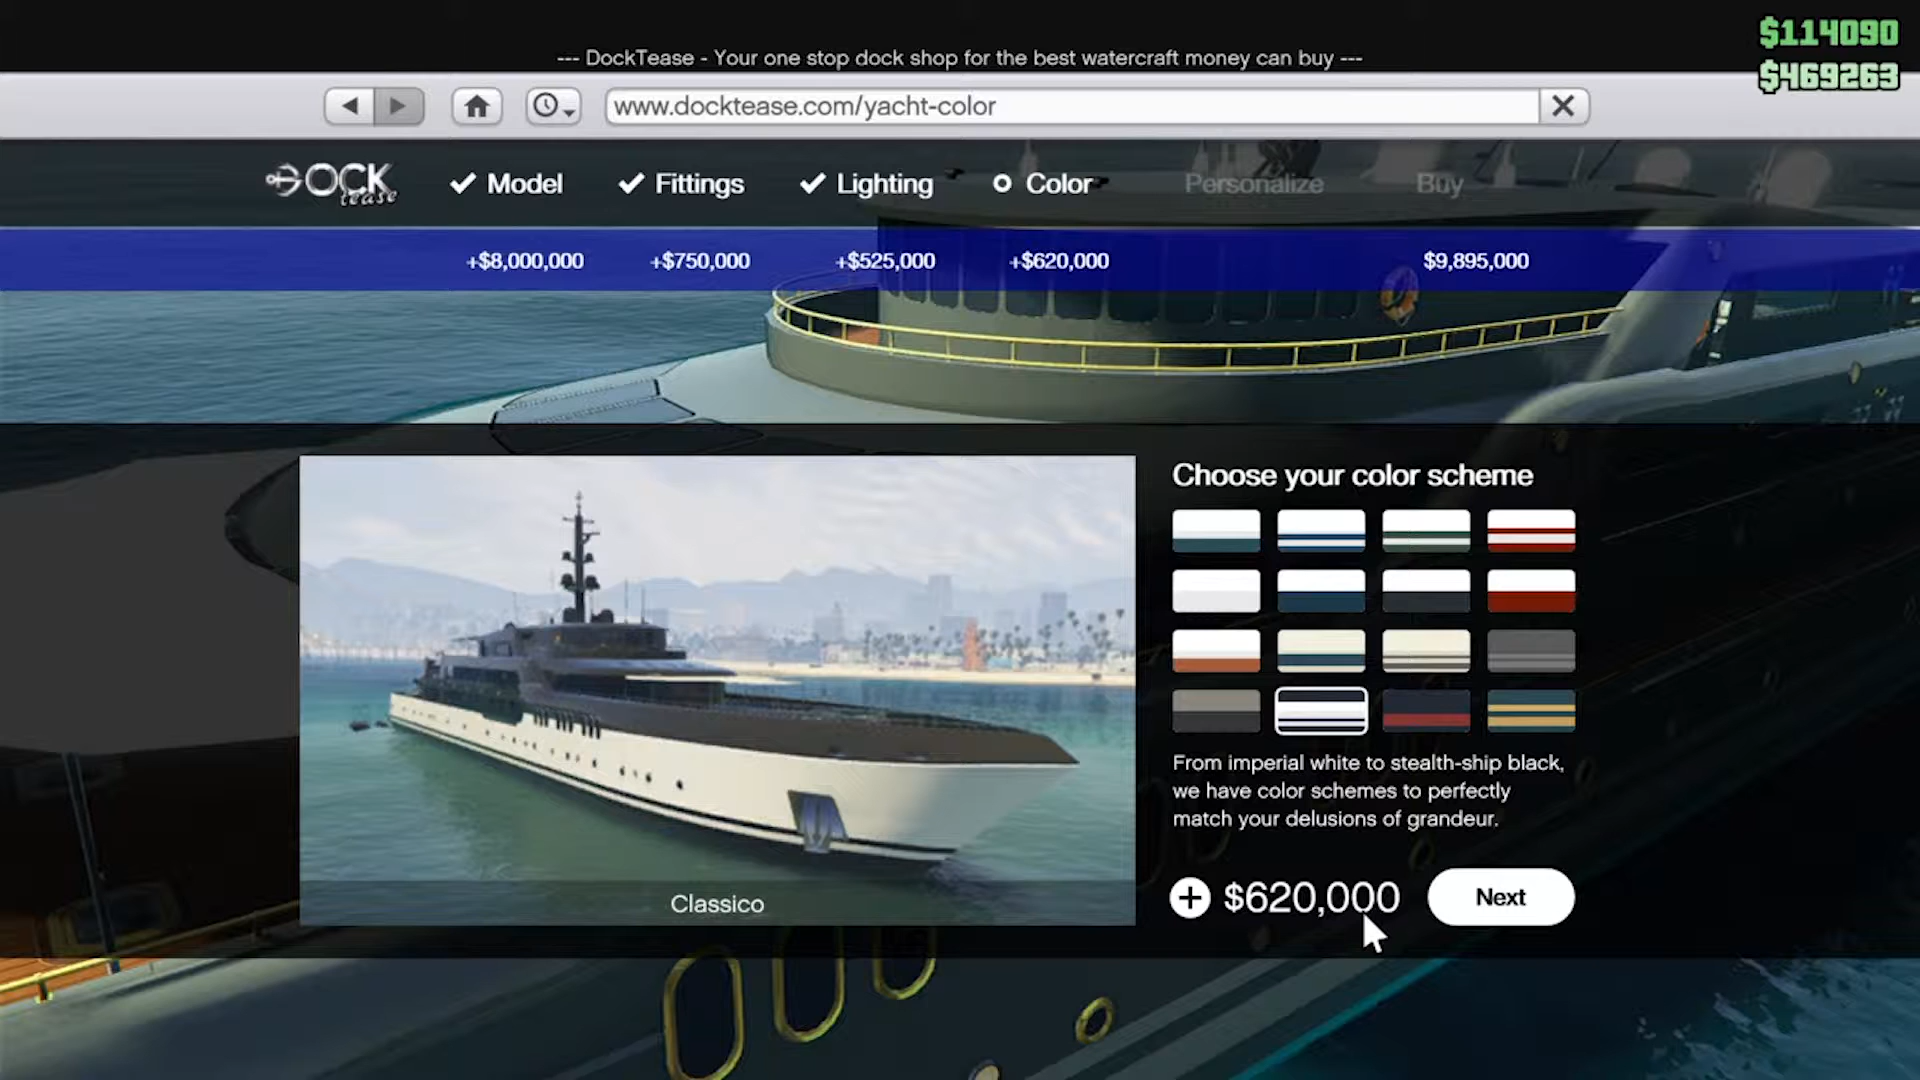 $114090
$469263
--- DockTease - Your one stop dock shop for the best watercraft money can buy ---
www.docktease.com/yacht-color
DOCK tease
Model Fittings Lighting Color Personalize Buy
+$8,000,000 +$750,000 +$525,000 +$620,000 $9,895,000
Choose your color scheme
From imperial white to stealth-ship black,
we have color schemes to perfectly
match your delusions of grandeur.
Classico
$620,000 Next